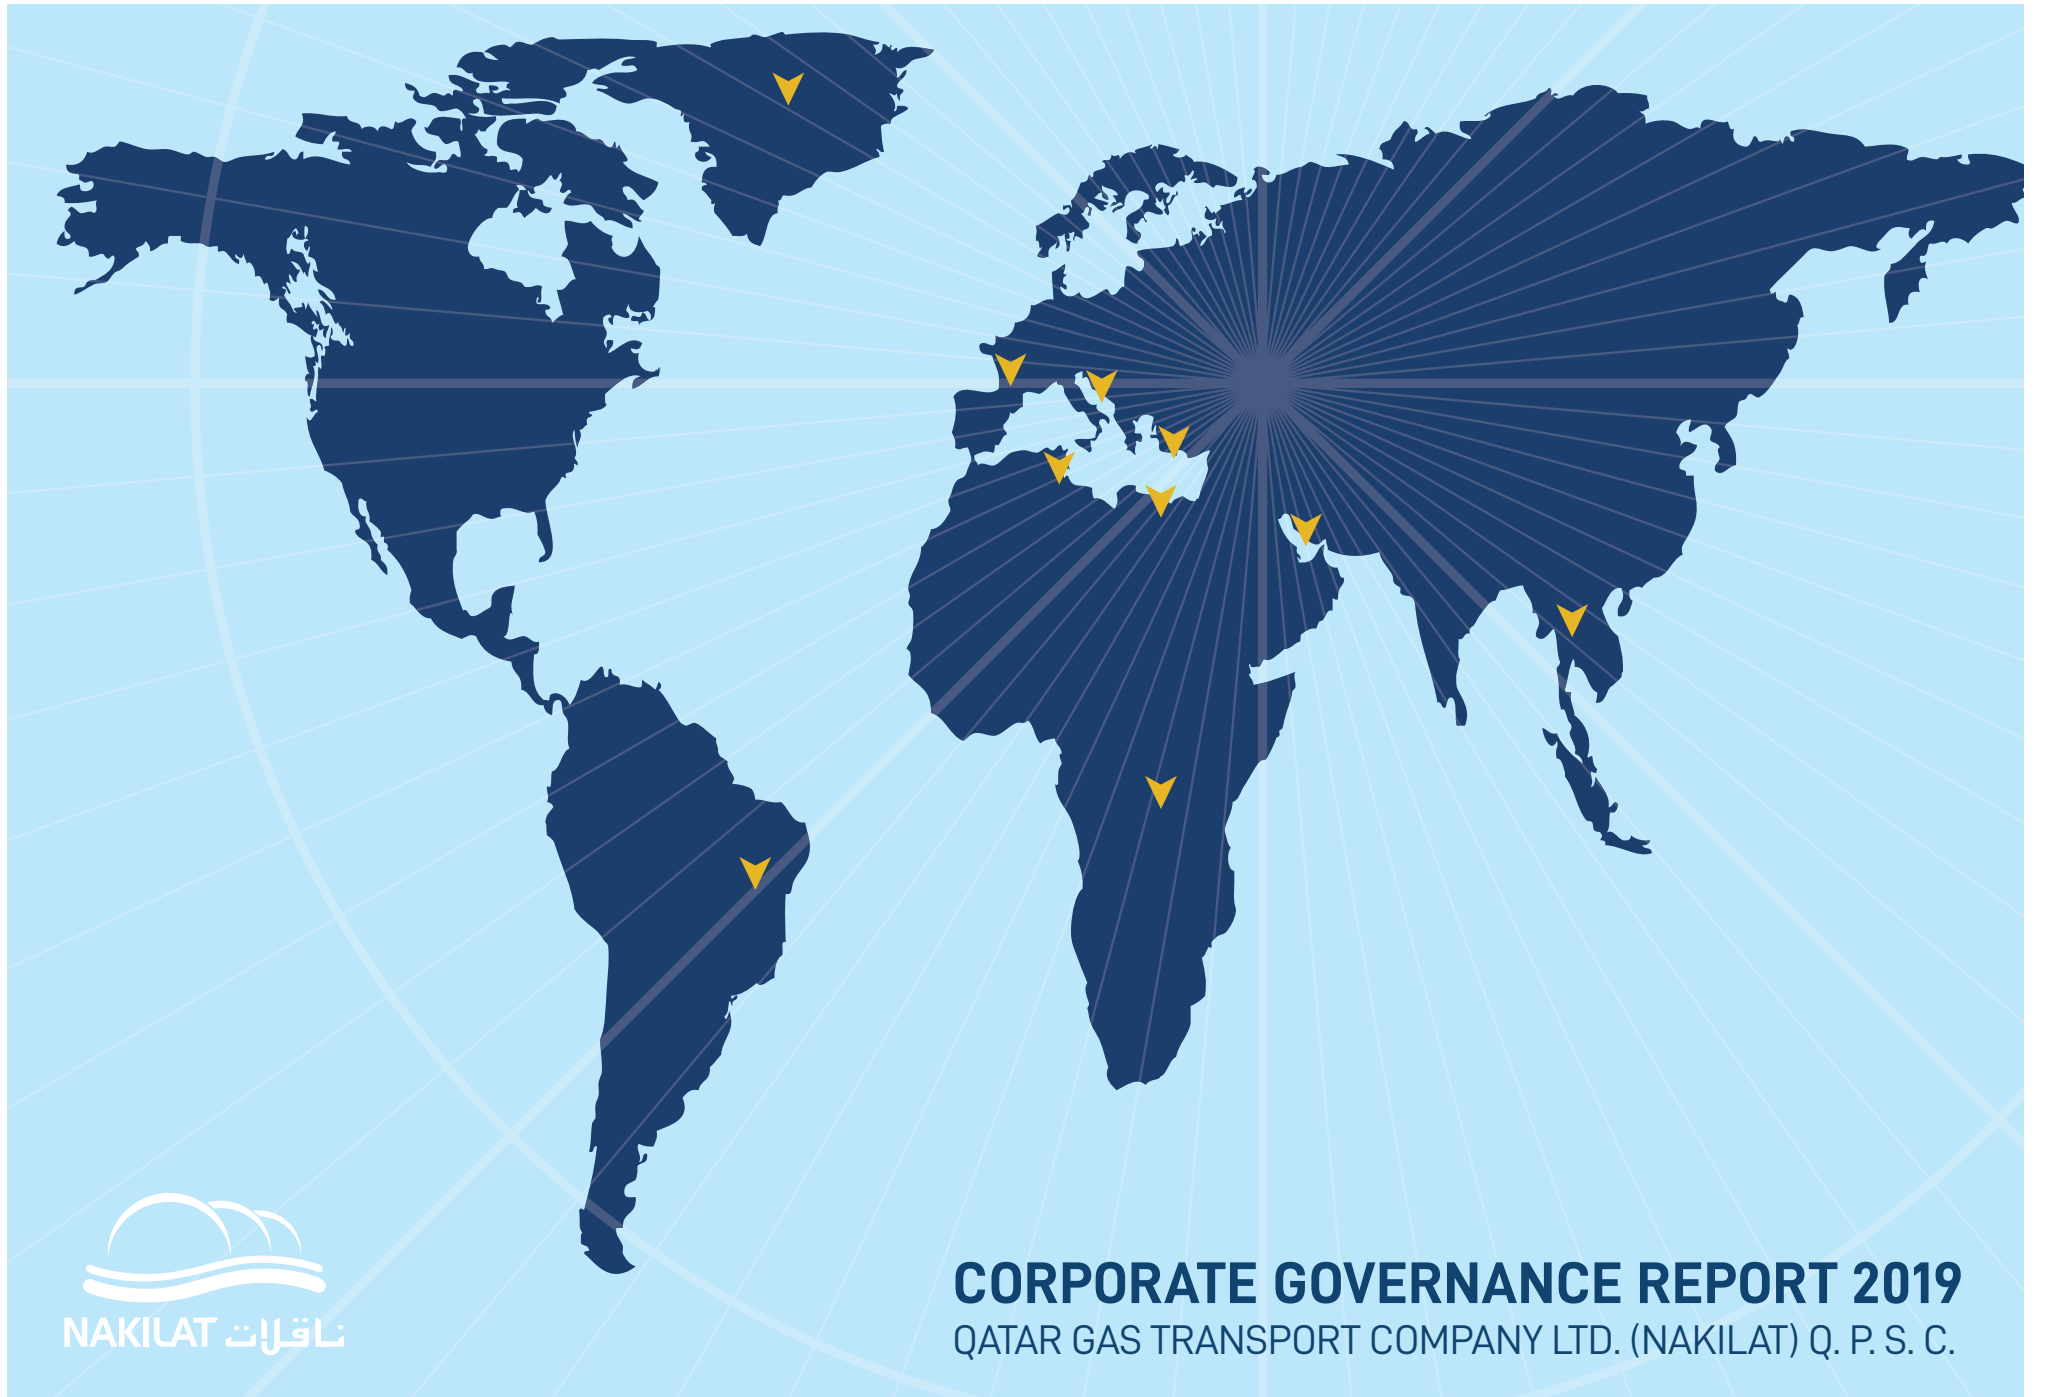 NAKILAT ناقلات
CORPORATE GOVERNANCE REPORT 2019
QATAR GAS TRANSPORT COMPANY LTD. (NAKILAT) Q. P. S. C.